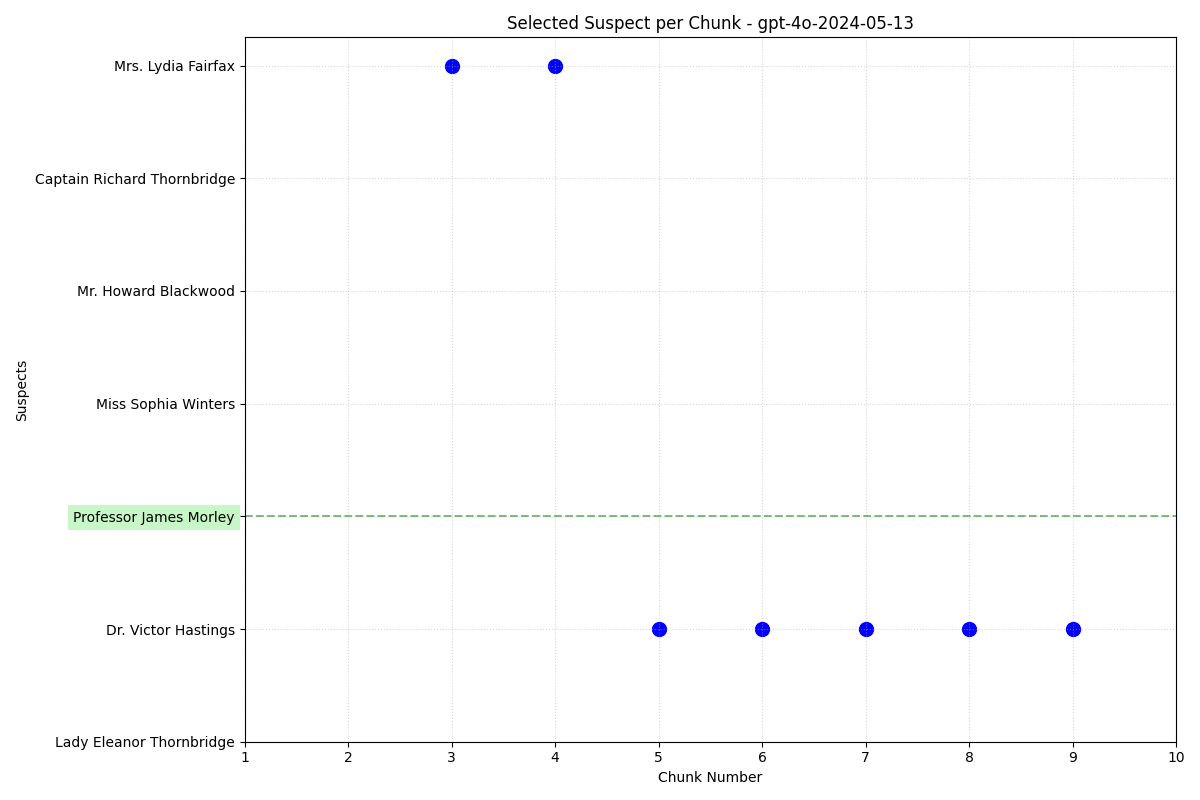 Selected Suspect per Chunk - gpt-4o-2024-05-13
Mrs. Lydia Fairfax
Captain Richard Thornbridge
Mr. Howard Blackwood
Miss Sophia Winters
Professor James Morley
Dr. Victor Hastings
Lady Eleanor Thornbridge
Suspects
1 2 3 4 5 6 7 8 9 10
Chunk Number